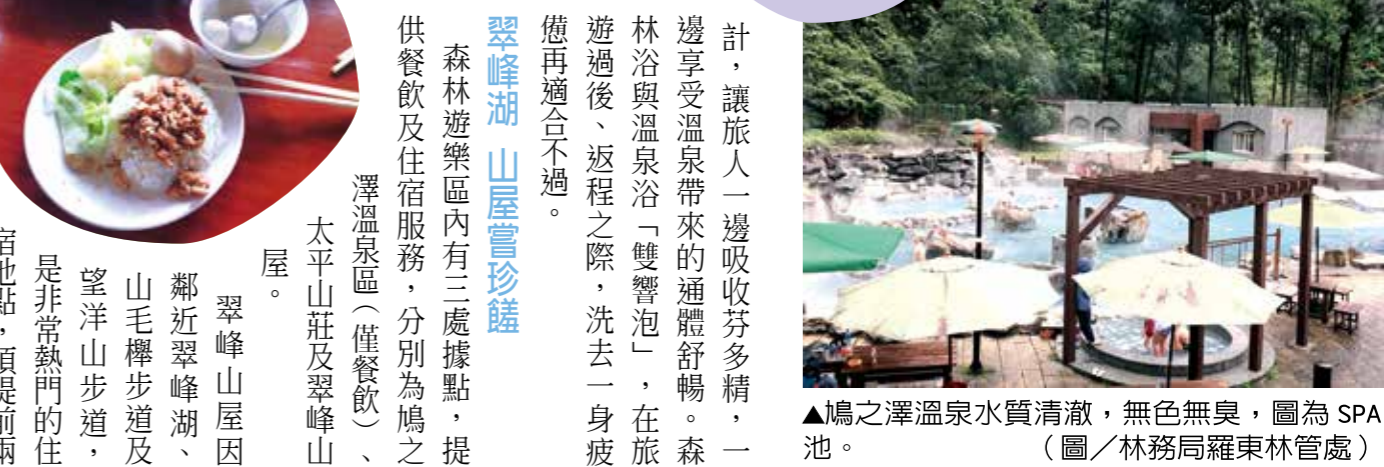 計，讓旅人一邊吸收芬多精，一
邊享受溫泉帶來的通體舒暢。森
林浴與溫泉浴「雙響泡」，在旅
遊過後、返程之際，洗去一身疲
憊再適合不過。
翠峰湖 山屋嘗珍饈
森林遊樂區內有三處據點，提
供餐飲及住宿服務，分別為鳩之
澤溫泉區（僅餐飲）、
太平山莊及翠峰山
屋。
翠峰山屋因
鄰近翠峰湖、
山毛櫸步道及
望洋山步道，
是非常熱門的住
宿地點，須提前兩
▲鳩之澤溫泉水質清澈，無色無臭，圖為 SPA
池。（圖／林務局羅東林管處）